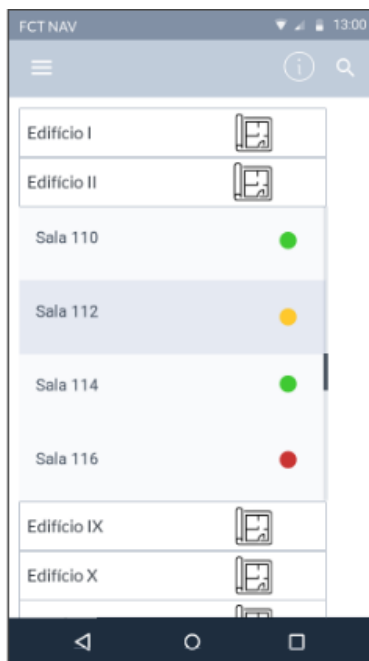 FCT NAV 13:00
Edifício I
Edifício II
Sala 110
Sala 112
Sala 114
Sala 116
Edifício IX
Edifício X